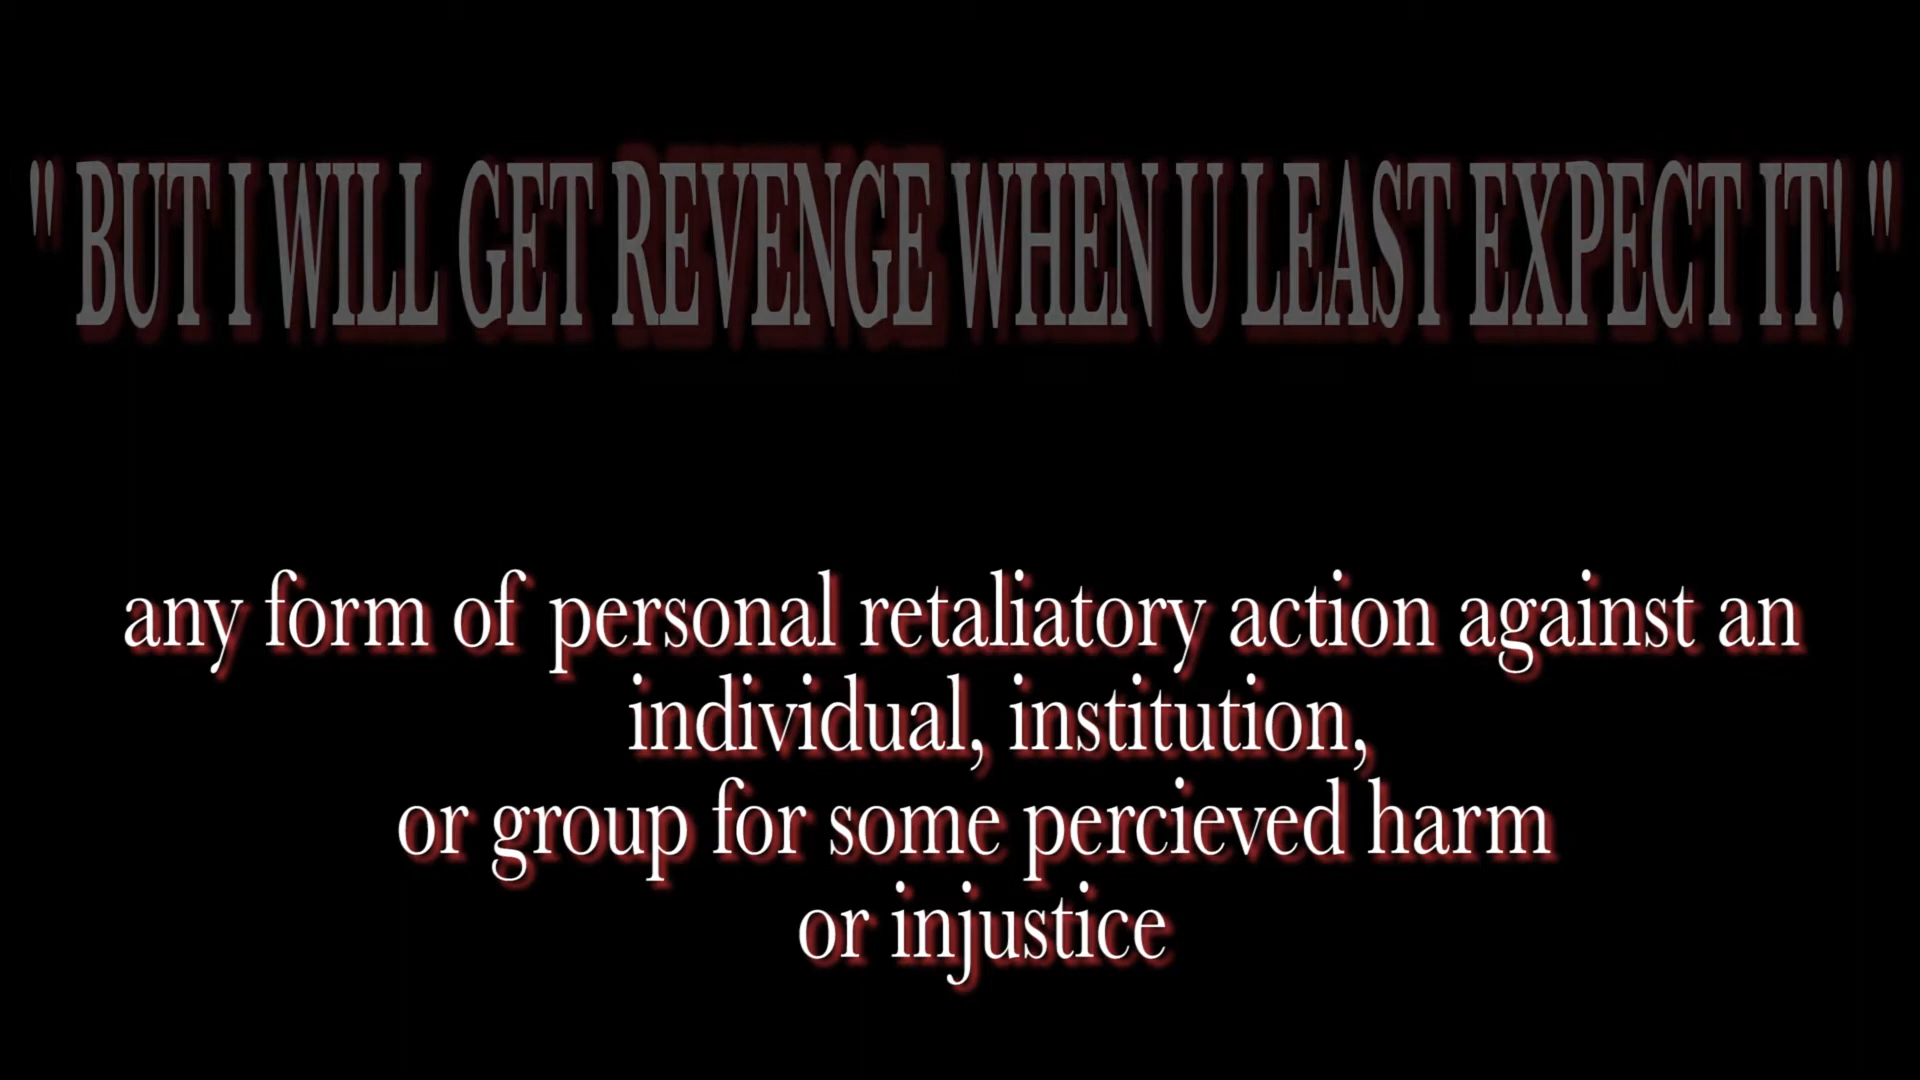 " BUT I WILL GET REVENGE WHEN U LEAST EXPECT IT! "
any form of personal retaliatory action against an
individual, institution,
or group for some percieved harm
or injustice